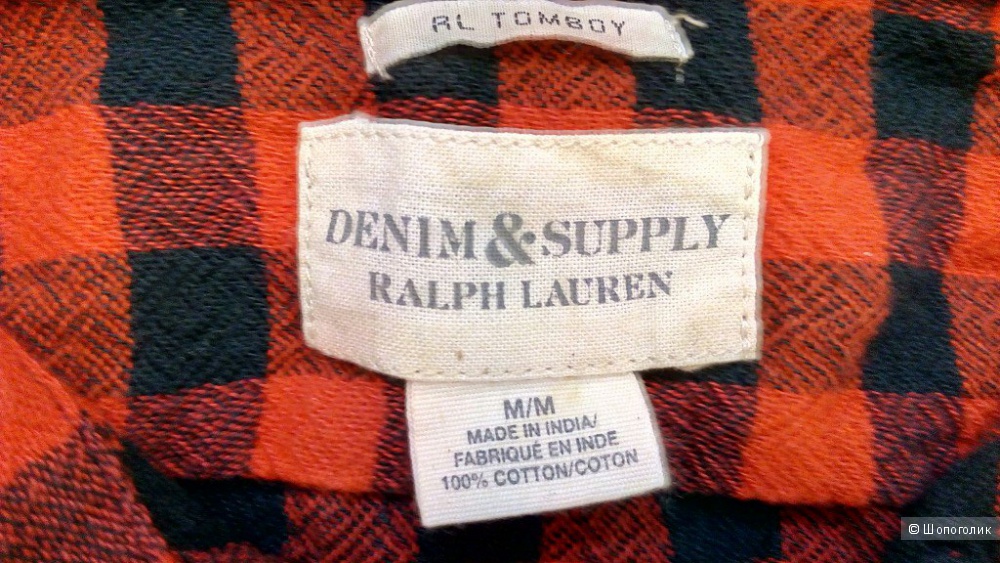 RL TOMBOY
DENIM & SUPPLY
RALPH LAUREN
M/M
MADE IN INDIA/
FABRIQUÉ EN INDE
100% COTTON/COTON
© Шопоголик